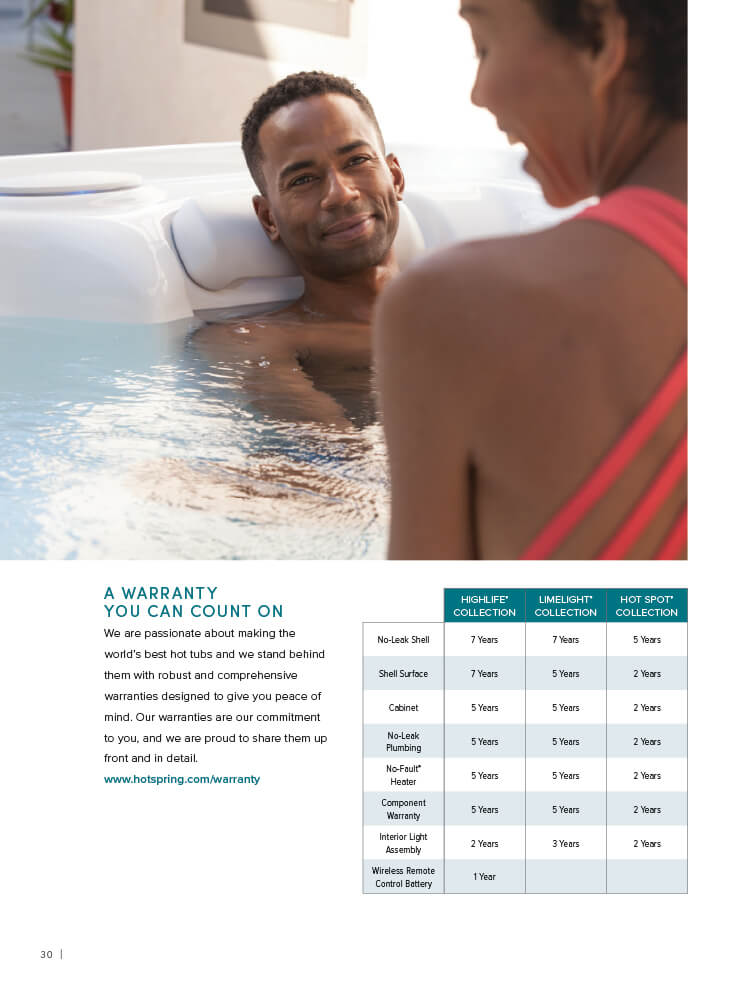 A WARRANTY
YOU CAN COUNT ON
We are passionate about making the
world's best hot tubs and we stand behind
them with robust and comprehensive
warranties designed to give you peace of
mind. Our warranties are our commitment
to you, and we are proud to share them up
front and in detail.
www.hotspring.com/warranty
HIGHLIFE® LIMELIGHT® HOT SPOT®
COLLECTION COLLECTION COLLECTION
No-Leak Shell 7 Years 7 Years 5 Years
Shell Surface 7 Years 5 Years 2 Years
Cabinet 5 Years 5 Years 2 Years
No-Leak
Plumbing 5 Years 5 Years 2 Years
No-Fault®
Heater 5 Years 5 Years 2 Years
Component
Warranty 5 Years 5 Years 2 Years
Interior Light
Assembly 2 Years 3 Years 2 Years
Wireless Remote
Control Battery 1 Year
30 |